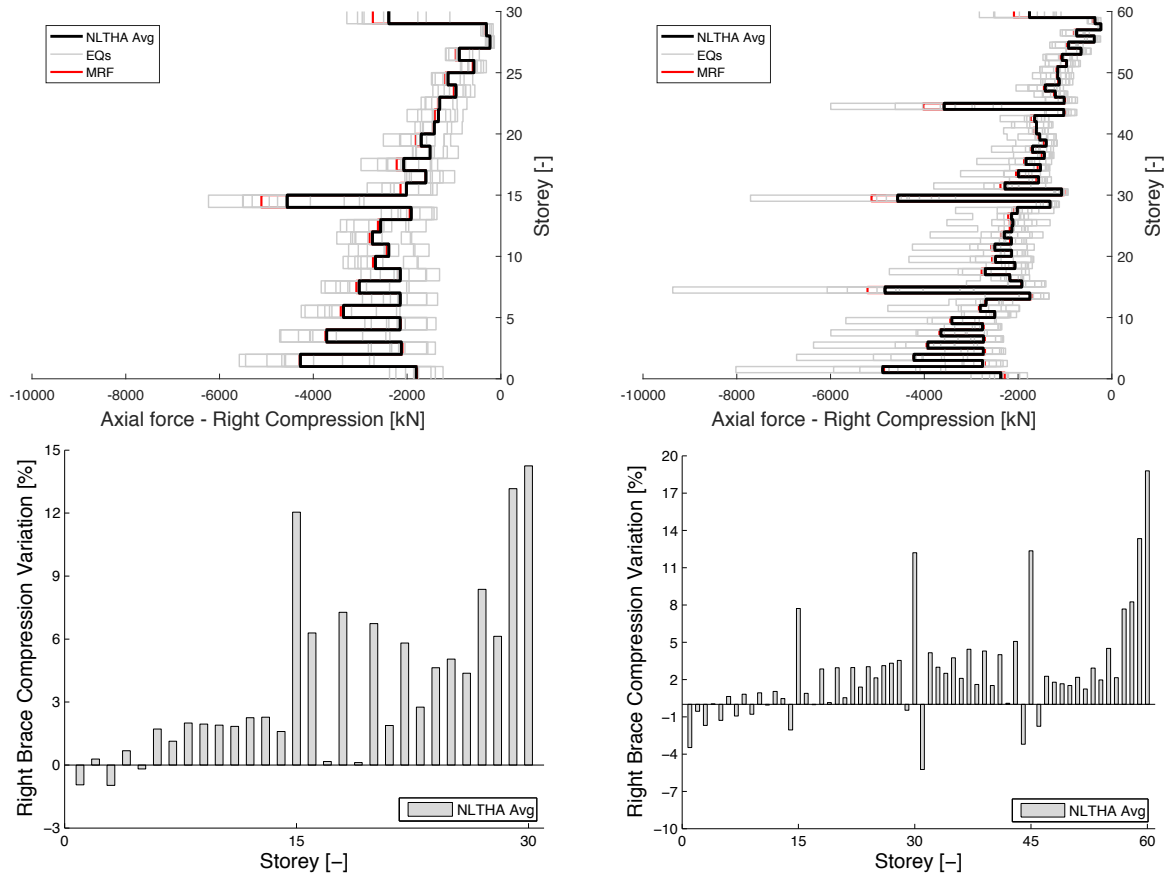 NLTHA Avg
EQs
MRF
30
25
20
15
10
5
0
Storey [-]
-10000 -8000 -6000 -4000 -2000 0
Axial force - Right Compression [kN]
NLTHA Avg
EQs
MRF
60
50
40
30
20
10
0
Storey [-]
-10000 -8000 -6000 -4000 -2000 0
Axial force - Right Compression [kN]
Right Brace Compression Variation [%]
15
12
9
6
3
0
−3
0 15 30
NLTHA Avg
Storey [−]
Right Brace Compression Variation [%]
20
17
14
11
8
5
2
−1
−4
−7
−10
0 15 30 45 60
NLTHA Avg
Storey [−]